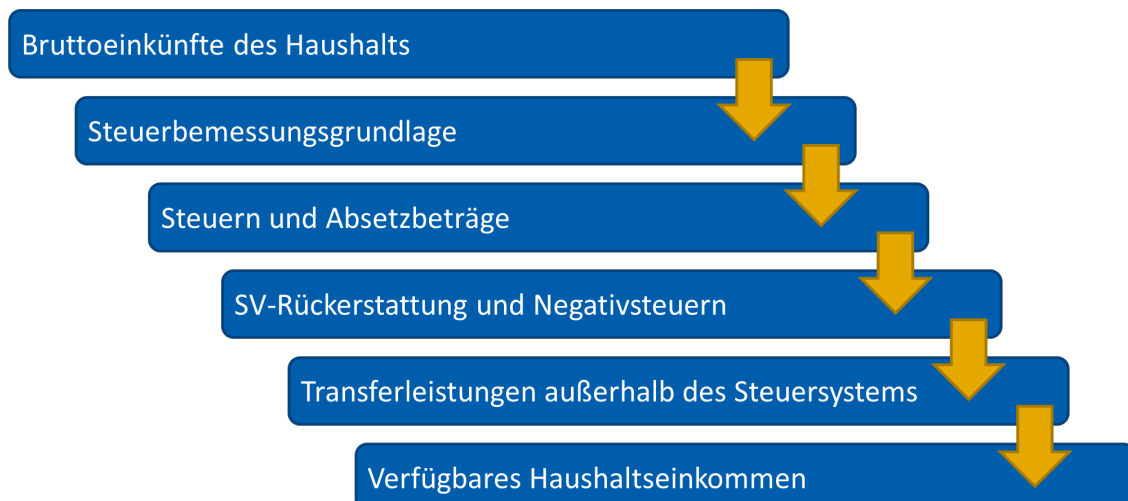 Bruttoeinkünfte des Haushalts
Steuerbemessungsgrundlage
Steuern und Absetzbeträge
SV-Rückerstattung und Negativsteuern
Transferleistungen außerhalb des Steuersystems
Verfügbares Haushaltseinkommen